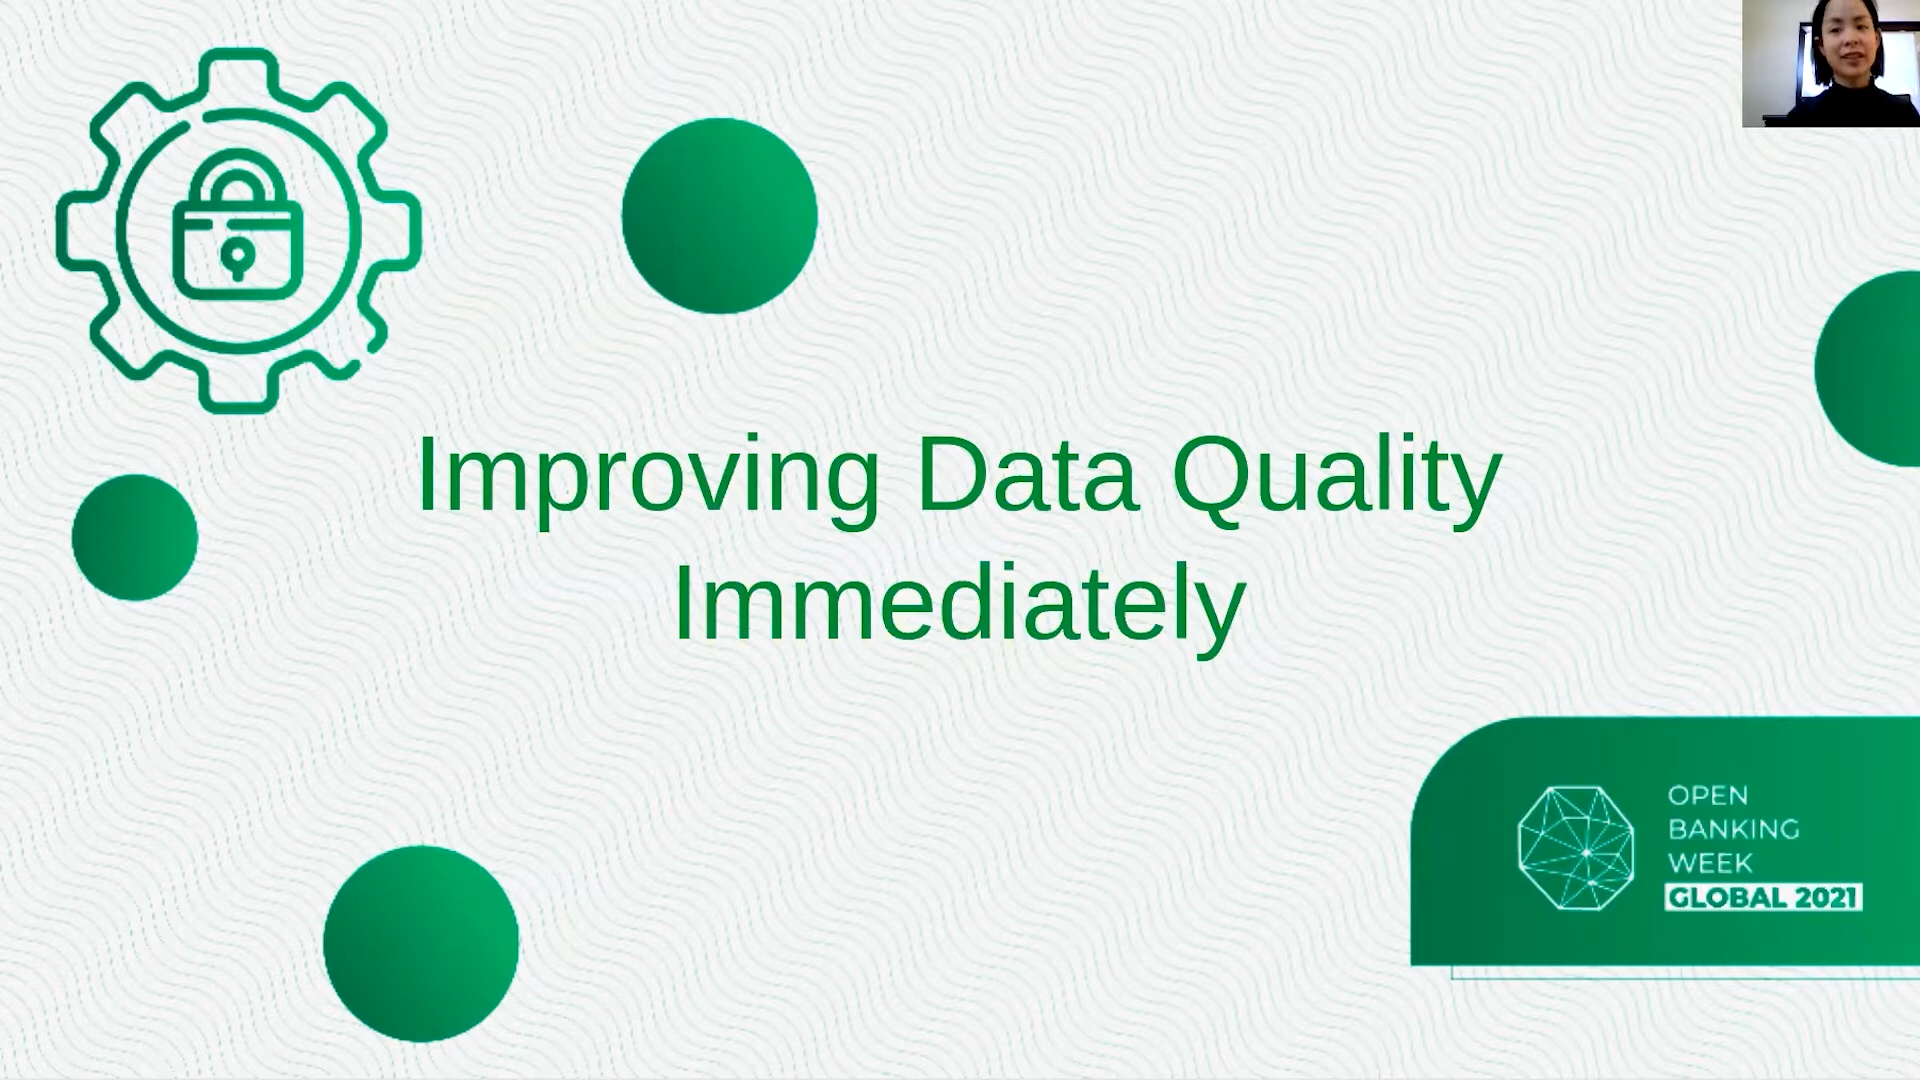 Improving Data Quality
Immediately
OPEN
BANKING
WEEK
GLOBAL 2021